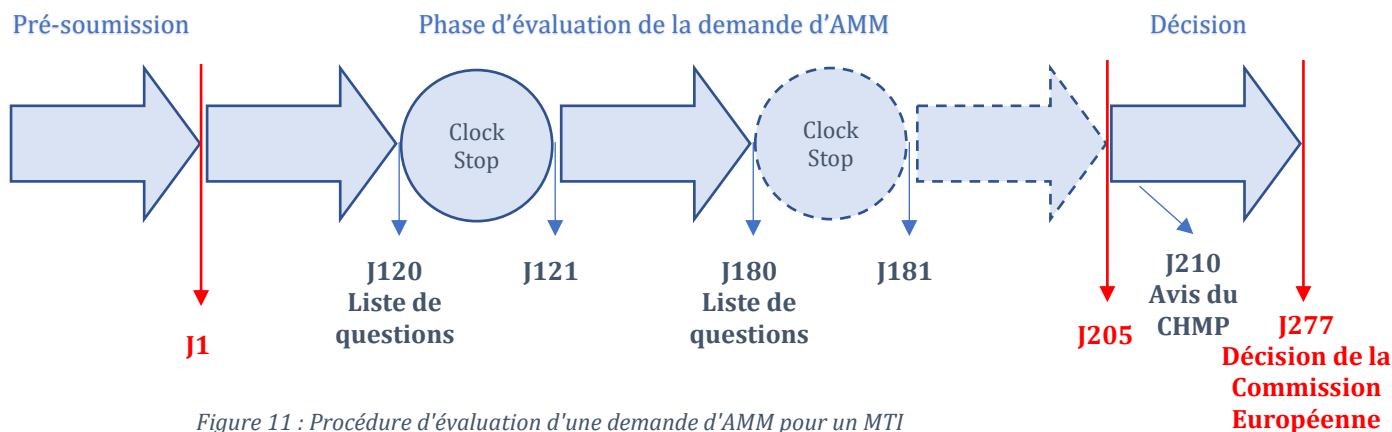 Pré-soumission
Phase d'évaluation de la demande d'AMM
Décision
Clock
Stop
Clock
Stop
J1
J120
Liste de
questions
J121
J180
Liste de
questions
J181
J205
J210
Avis du
CHMP
J277
Décision de la
Commission
Européenne
Figure 11 : Procédure d'évaluation d'une demande d'AMM pour un MTI